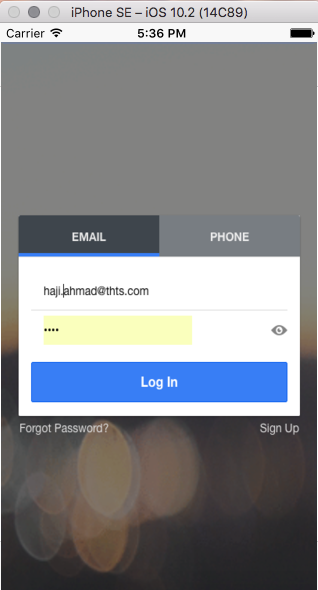 iPhone SE – iOS 10.2 (14C89)
Carrier 5:36 PM
EMAIL PHONE
haji.ahmad@thts.com
••••
Log In
Forgot Password? Sign Up